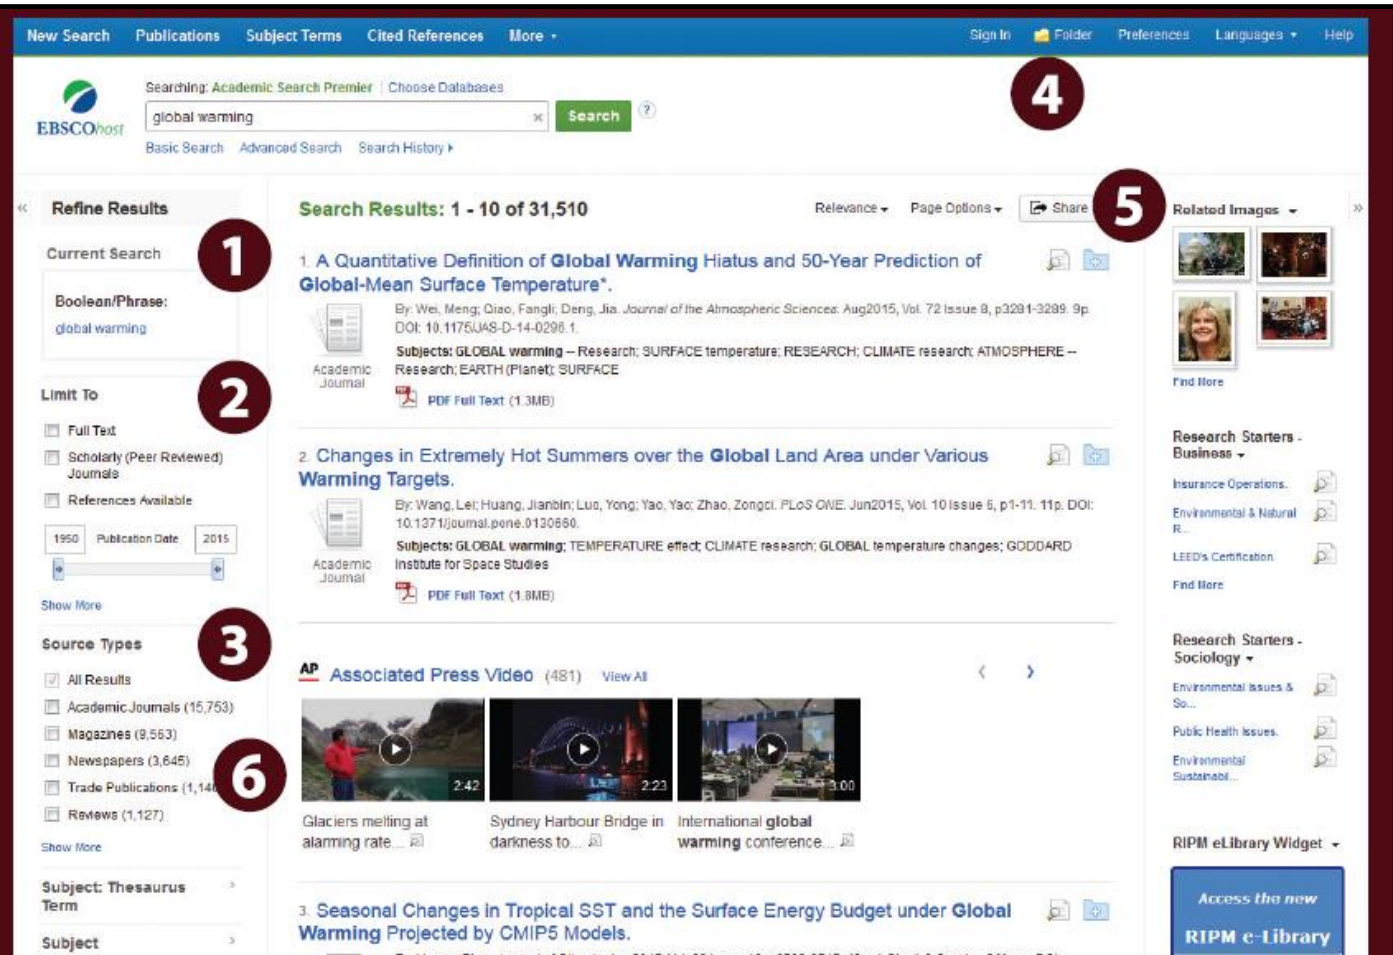 New Search Publications Subject Terms Cited References More
Sign In Folder Preferences Languages Help
4
EBSCOhost
Searching: Academic Search Premier Choose Databases
global warming × Search ?
Basic Search Advanced Search Search History
« Refine Results
1
Current Search
Boolean/Phrase:
global warming
2
Limit To
Full Text
Scholarly (Peer Reviewed)
Journals
References Available
1950 Publication Date 2015
Show More
3
Source Types
All Results
Academic Journals (15,753)
Magazines (9,563)
Newspapers (3,645)
6
Trade Publications
Reviews (1,127)
Show More
Subject: Thesaurus
Term
Subject
Search Results: 1 - 10 of 31,510
Relevance Page Options Share
5
1. A Quantitative Definition of Global Warming Hiatus and 50-Year Prediction of
Global-Mean Surface Temperature*.
By: Wei, Meng; Qiao, Fangli; Deng, Jia. Journal of the Atmospheric Sciences. Aug2015, Vol. 72 Issue 8, p3281-3289. 9p.
DOI: 10.1175/JAS-D-14-0296.1.
Subjects: GLOBAL warming -- Research; SURFACE temperature; RESEARCH; CLIMATE research; ATMOSPHERE --
Research; EARTH (Planet); SURFACE
Academic
Journal
PDF Full Text (1.3MB)
2. Changes in Extremely Hot Summers over the Global Land Area under Various
Warming Targets.
By: Wang, Lei; Huang, Jianbin; Luo, Yong; Yao, Yao; Zhao, Zongci. PLoS ONE. Jun2015, Vol. 10 Issue 6, p1-11. 11p. DOI:
10.1371/journal.pone.0130660.
Subjects: GLOBAL warming; TEMPERATURE effect; CLIMATE research; GLOBAL temperature changes; GODDARD
Institute for Space Studies
Academic
Journal
PDF Full Text (1.8MB)
AP Associated Press Video (481) View All
2:42 2:23 3:00
Glaciers melting at
alarming rate...
Sydney Harbour Bridge in
darkness to...
International global
warming conference...
3. Seasonal Changes in Tropical SST and the Surface Energy Budget under Global
Warming Projected by CMIP5 Models.
Related Images »
Find More
Research Starters -
Business
Insurance Operations.
Environmental & Natural
R...
LEED's Certification
Find More
Research Starters -
Sociology
Environmental Issues &
So...
Public Health Issues.
Environmental
Sustainabil...
RIPM eLibrary Widget
Access the new
RIPM e-Library